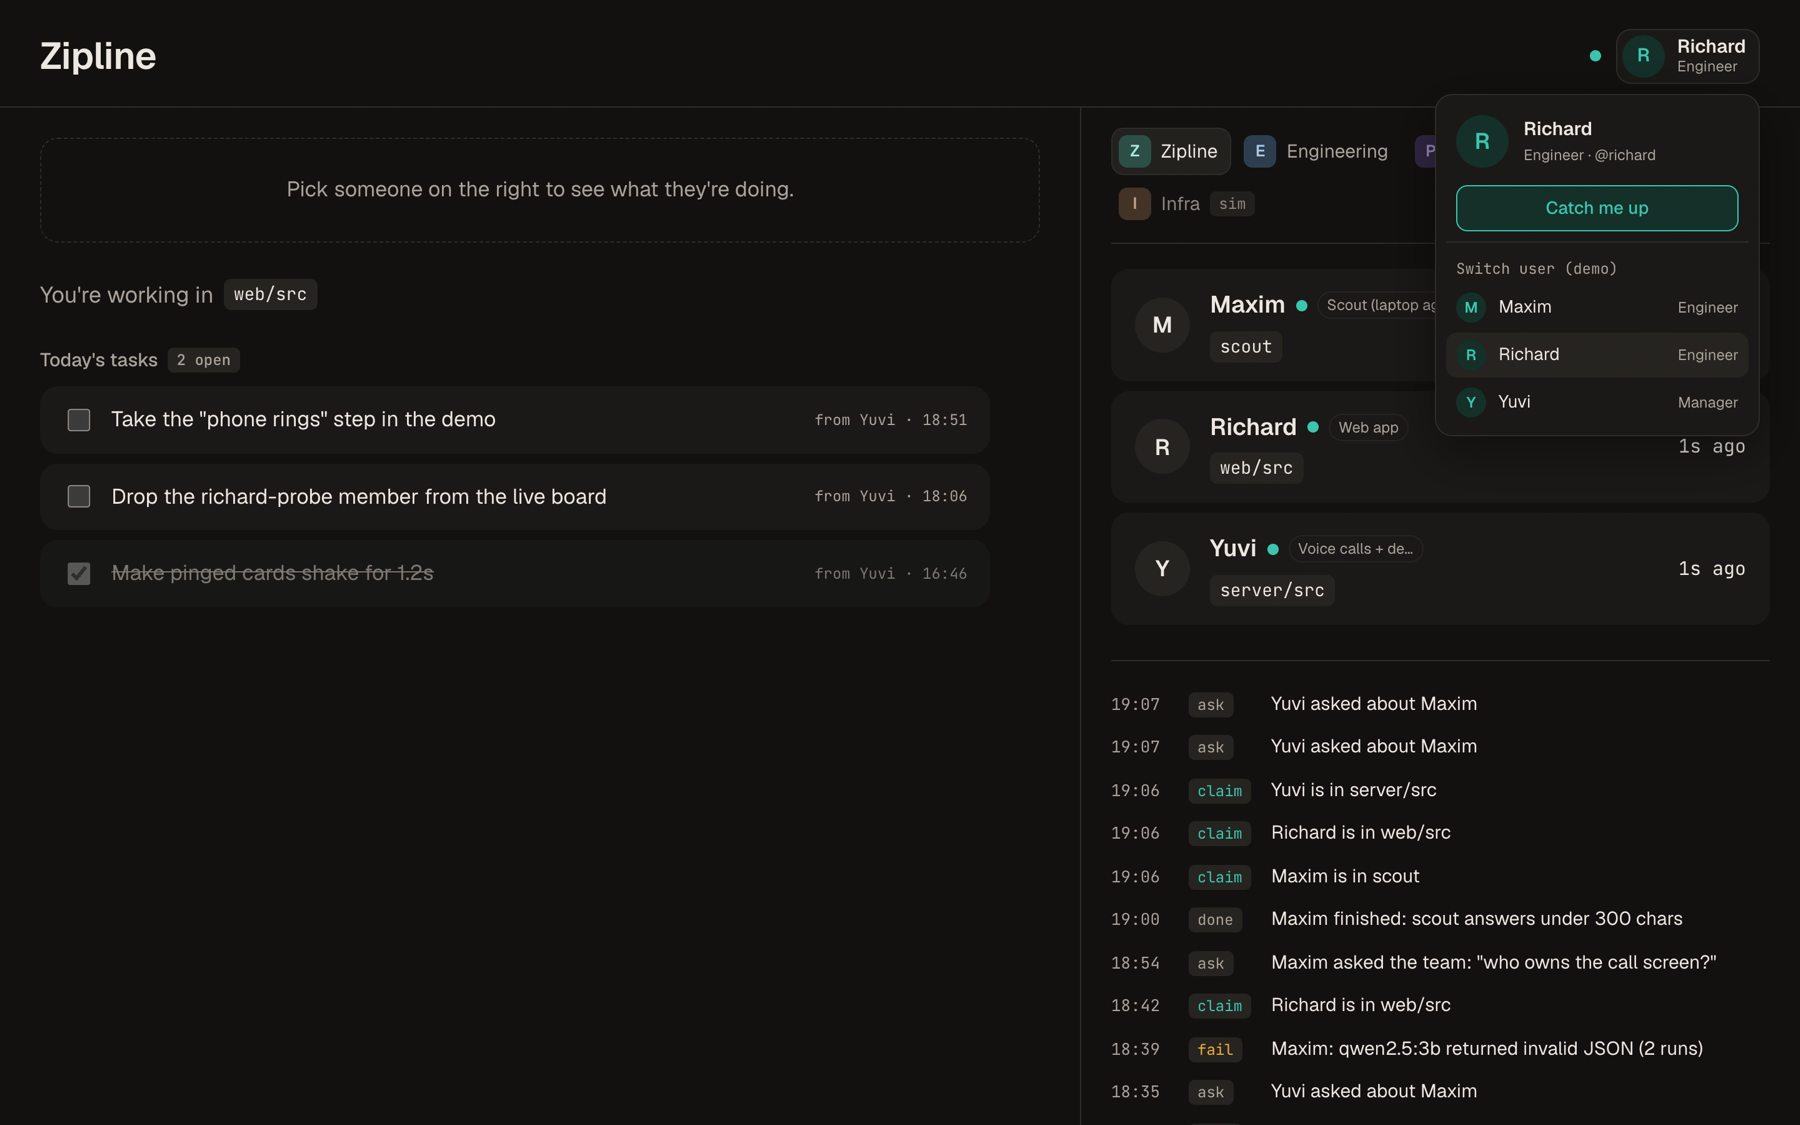 Zipline
R
Richard
Engineer
Pick someone on the right to see what they're doing.
You're working in web/src
Today's tasks 2 open
Take the "phone rings" step in the demo from Yuvi · 18:51
Drop the richard-probe member from the live board from Yuvi · 18:06
Make pinged cards shake for 1.2s from Yuvi · 16:46
Z Zipline E Engineering P
I Infra sim
R
Richard
Engineer · @richard
Catch me up
Switch user (demo)
M Maxim Engineer
R Richard Engineer
Y Yuvi Manager
M
Maxim Scout (laptop ag
scout
R
Richard Web app
web/src
1s ago
Y
Yuvi Voice calls + de…
server/src
1s ago
19:07 ask Yuvi asked about Maxim
19:07 ask Yuvi asked about Maxim
19:06 claim Yuvi is in server/src
19:06 claim Richard is in web/src
19:06 claim Maxim is in scout
19:00 done Maxim finished: scout answers under 300 chars
18:54 ask Maxim asked the team: "who owns the call screen?"
18:42 claim Richard is in web/src
18:39 fail Maxim: qwen2.5:3b returned invalid JSON (2 runs)
18:35 ask Yuvi asked about Maxim